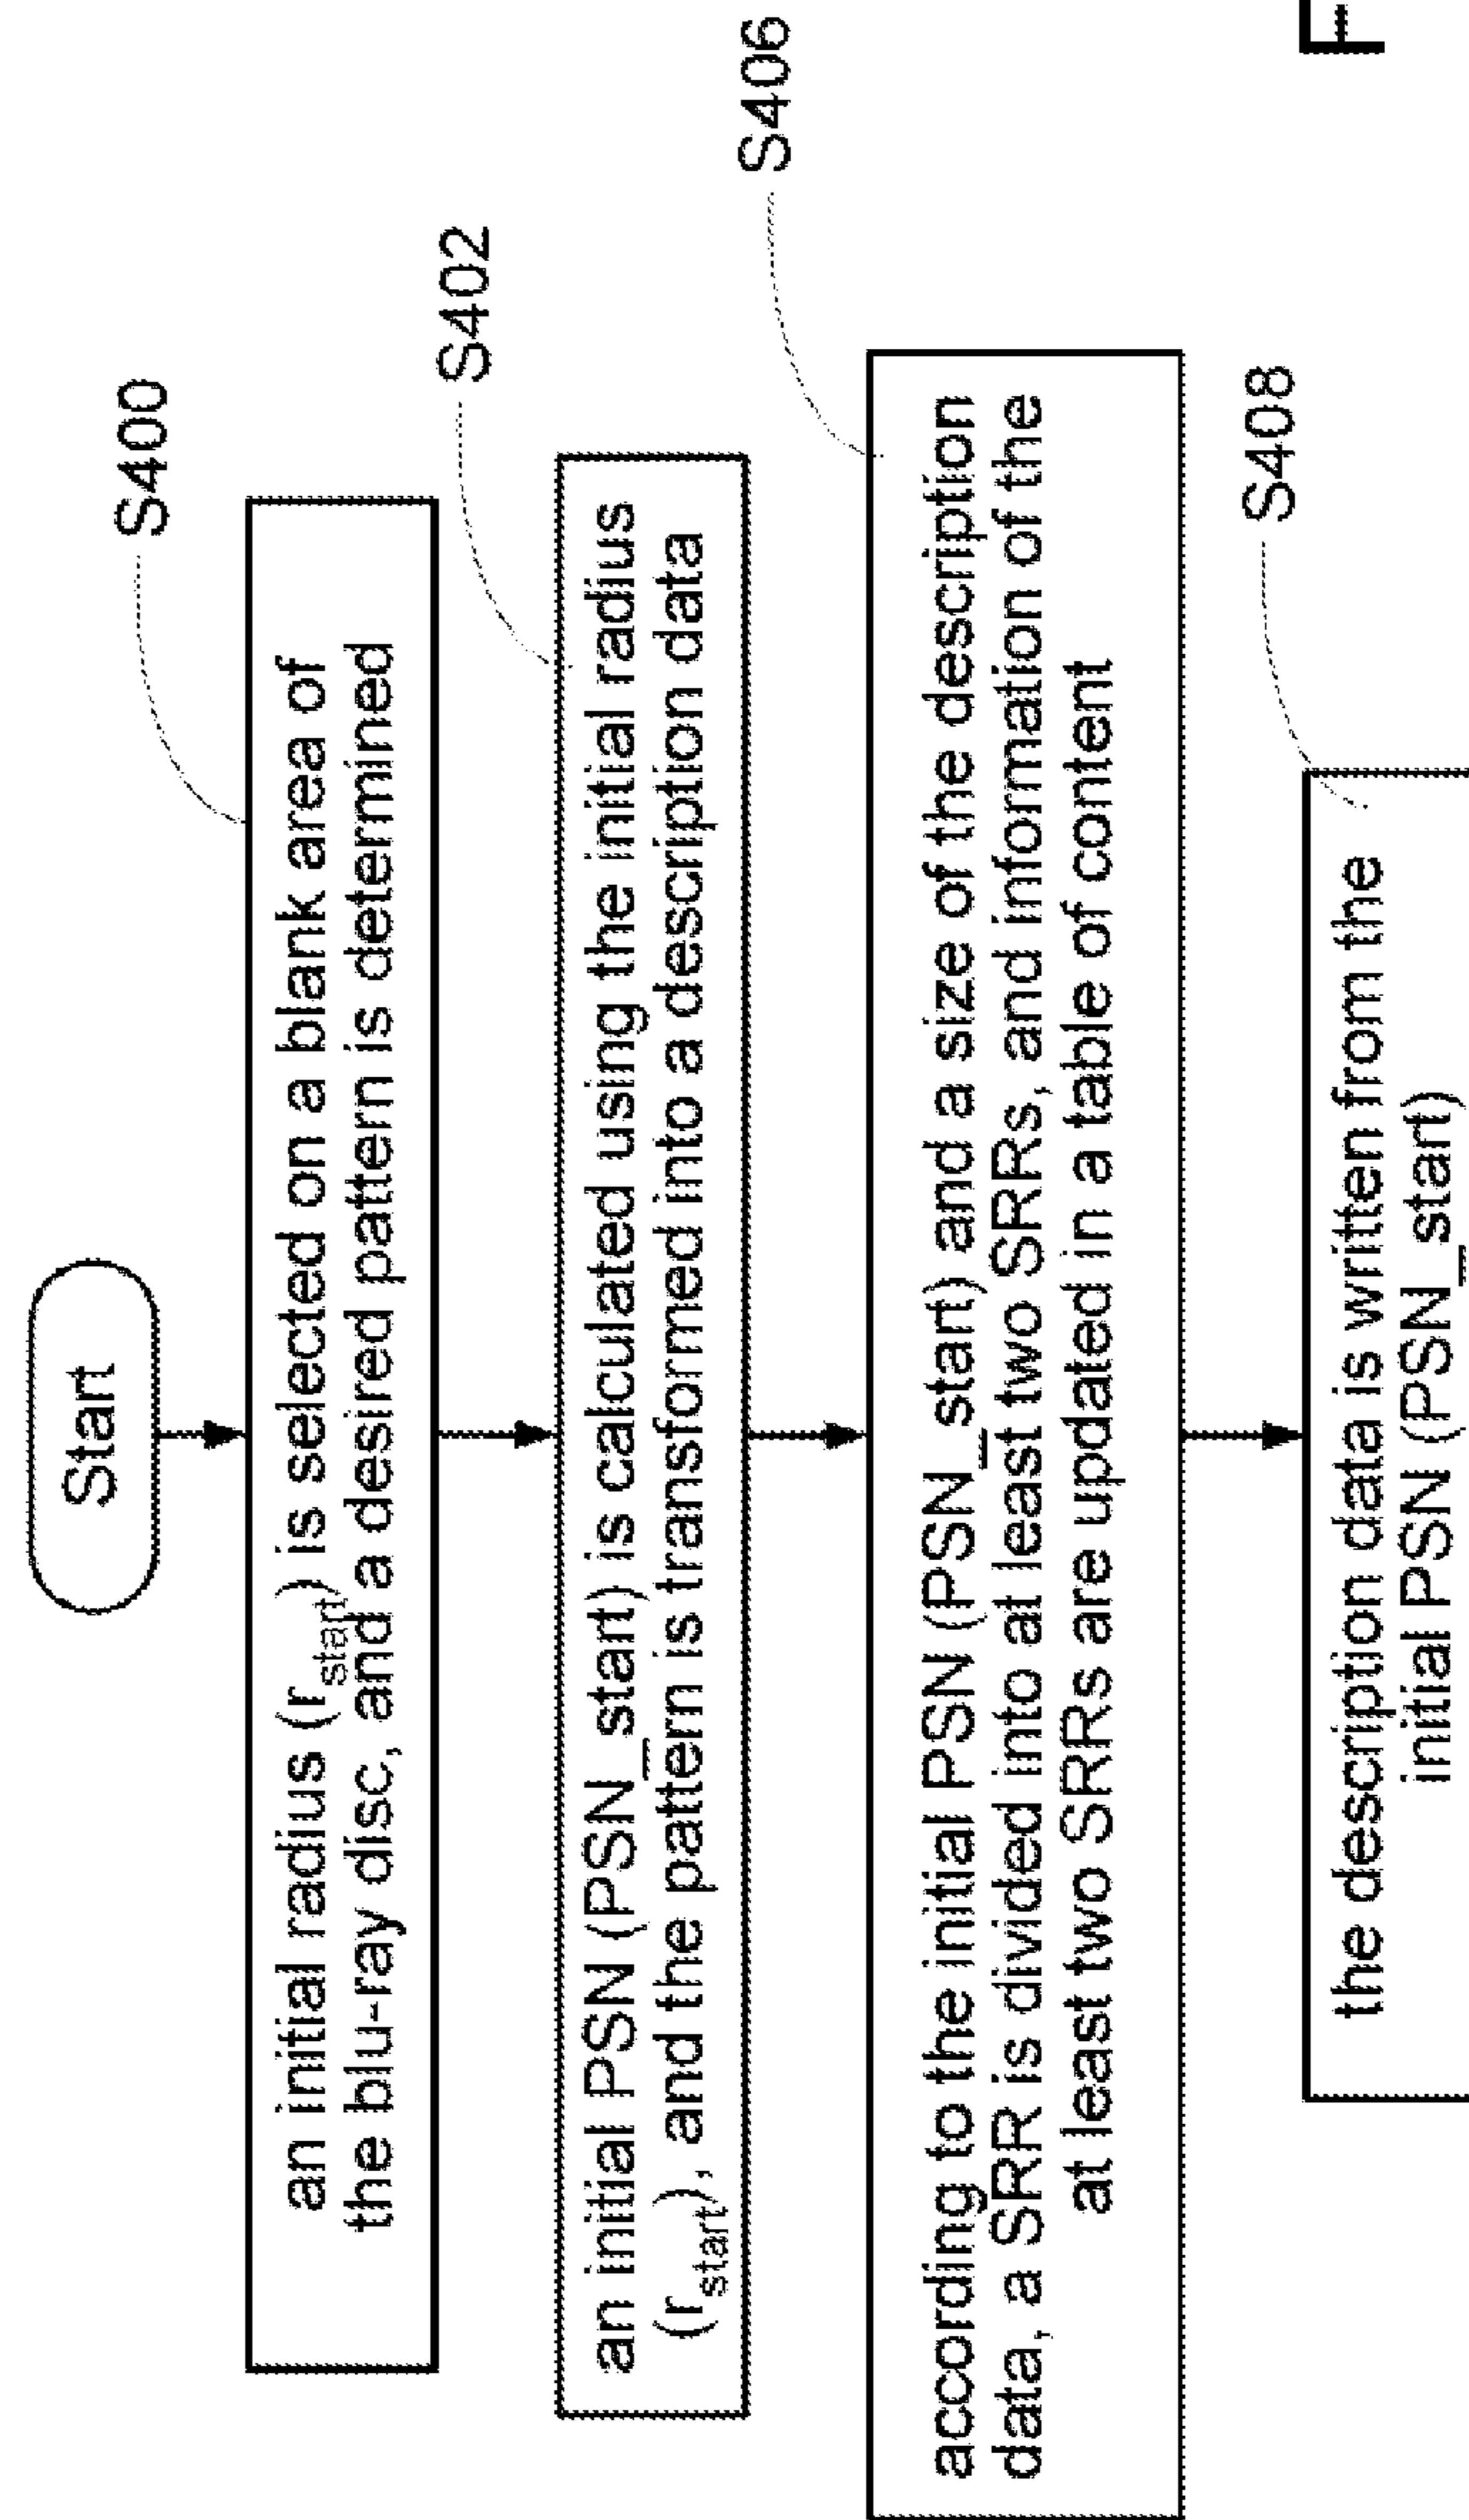 Start
S400
an initial radius (r_start) is selected on a blank area of
the blu-ray disc, and a desired pattern is determined
S402
an initial PSN (PSN_start) is calculated using the initial radius
(r_start), and the pattern is transformed into a description data
S406
according to the initial PSN (PSN_start) and a size of the description
data, a SRR is divided into at least two SRRs, and information of the
at least two SRRs are updated in a table of content
S408
the description data is written from the
initial PSN (PSN_start)